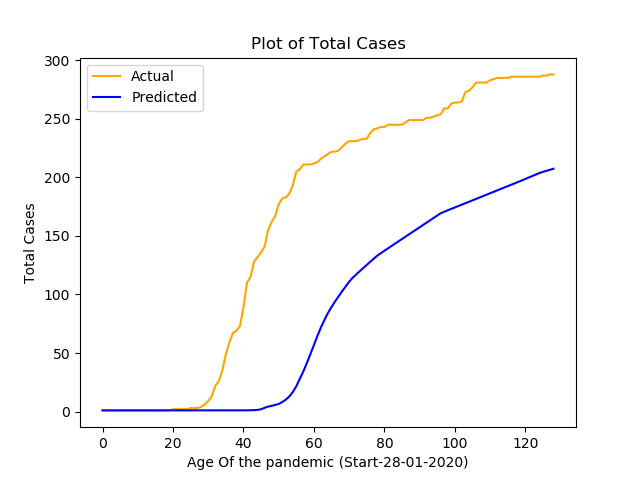 Plot of Total Cases
Actual
Predicted
300
250
200
150
100
50
0
Total Cases
0 20 40 60 80 100 120
Age Of the pandemic (Start-28-01-2020)